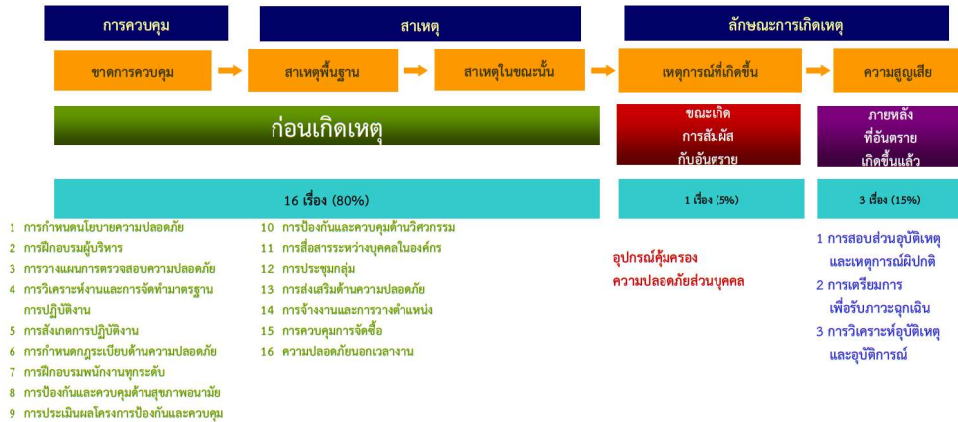 การควบคุม
สาเหตุ
ลักษณะการเกิดเหตุ
ขาดการควบคุม
สาเหตุพื้นฐาน
สาเหตุในขณะนั้น
เหตุการณ์ที่เกิดขึ้น
ความสูญเสีย
ก่อนเกิดเหตุ
ขณะเกิด
การสัมผัส
กับอันตราย
ภายหลัง
ที่อันตราย
เกิดขึ้นแล้ว
16 เรื่อง (80%)
1 เรื่อง (5%)
3 เรื่อง (15%)
1 การกำหนดนโยบายความปลอดภัย
2 การฝึกอบรมผู้บริหาร
3 การวางแผนการตรวจสอบความปลอดภัย
4 การวิเคราะห์งานและการจัดทำมาตรฐาน
การปฏิบัติงาน
5 การสังเกตการปฏิบัติงาน
6 การกำหนดกฎระเบียบด้านความปลอดภัย
7 การฝึกอบรมพนักงานทุกระดับ
8 การป้องกันและควบคุมด้านสุขภาพอนามัย
9 การประเมินผลโครงการป้องกันและควบคุม
10 การป้องกันและควบคุมด้านวิศวกรรม
11 การสื่อสารระหว่างบุคคลในองค์กร
12 การประชุมกลุ่ม
13 การส่งเสริมด้านความปลอดภัย
14 การจ้างงานและการวางตำแหน่ง
15 การควบคุมการจัดซื้อ
16 ความปลอดภัยนอกเวลางาน
อุปกรณ์คุ้มครอง
ความปลอดภัยส่วนบุคคล
1 การสอบส่วนอุบัติเหตุ
และเหตุการณ์ผิปกติ
2 การเตรียมการ
เพื่อรับภาวะฉุกเฉิน
3 การวิเคราะห์อุบัติเหตุ
และอุบัติการณ์